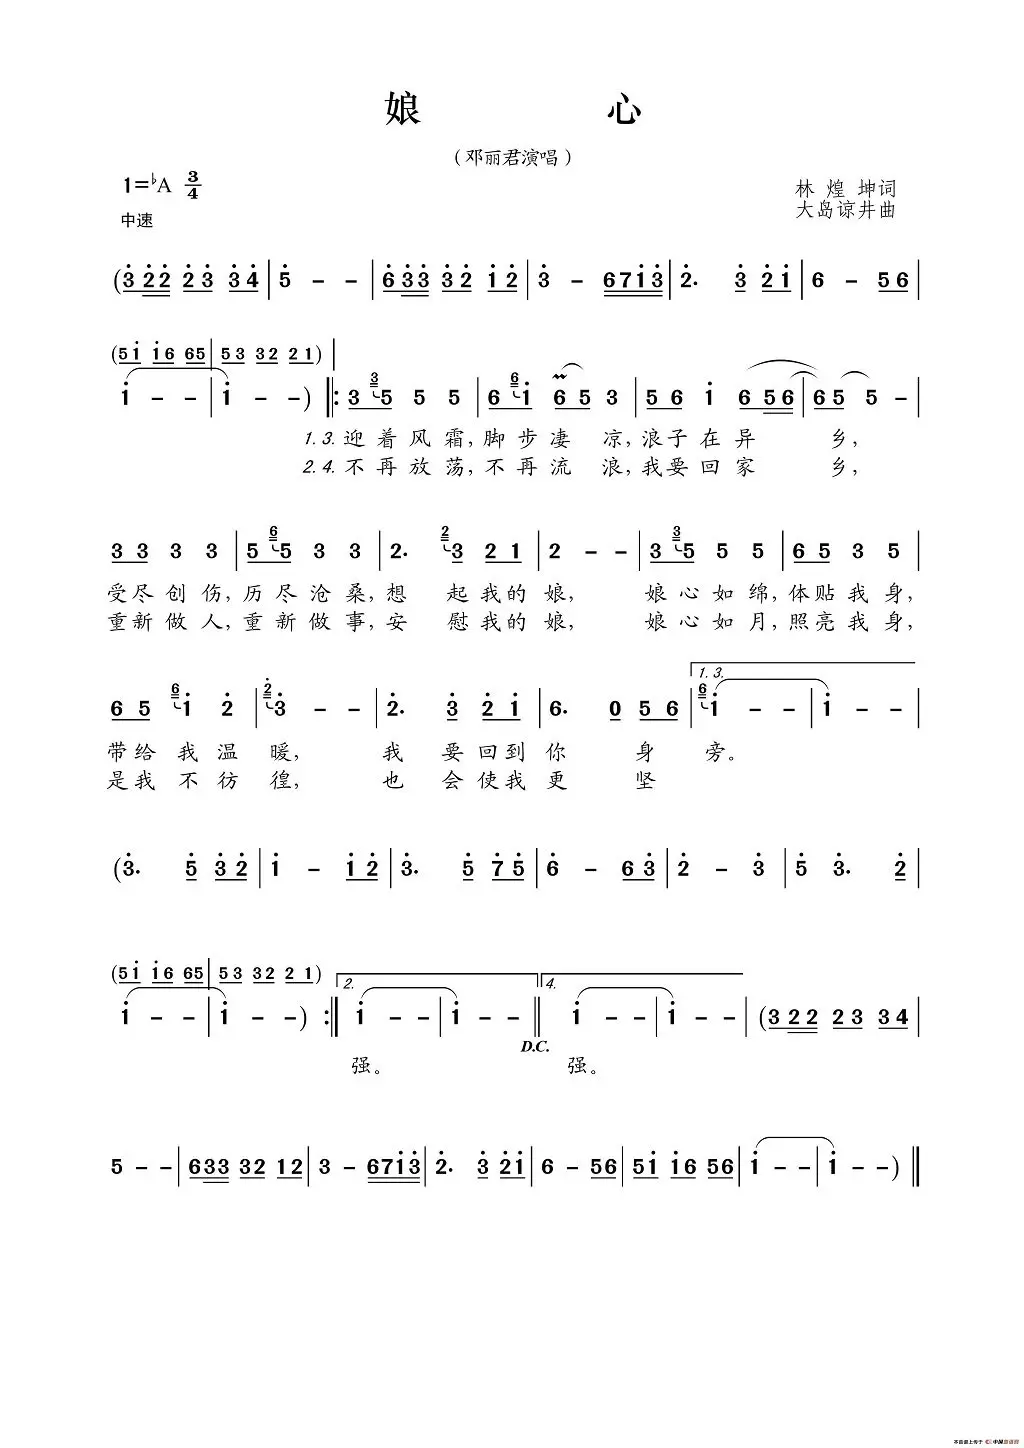 娘 心
（邓丽君演唱）
1=♭A 3/4
中速
林煌坤词
大岛谅井曲
(3 22 23 34 | 5 - - | 633 32 12 | 3 - 6713 | 2. 3 21 | 6 - 56 |
(51 16 65 | 53 32 21) |
1 - - | 1 - - ) ‖: 3 35 5 5 | 6 61 65 3 | 56 1 656 | 65 5 - |
1. 3. 迎着风霜,脚步凄凉,浪子在异乡,
2. 4. 不再放荡,不再流浪,我要回家乡,
33 3 3 | 5 65 3 3 | 2. 23 21 | 2 - - | 3 35 5 5 | 65 3 5 |
受尽创伤,历尽沧桑,想起我的娘,娘心如绵,体贴我身,
重新做人,重新做事,安慰我的娘,娘心如月,照亮我身,
1. 3.
65 61 2 | 23 - - | 2. 3 21 | 6. 0 56 | 61 - - | 1 - - |
带给我温暖,我要回到你身旁。
是我不彷徨,也会使我更坚
(3. 5 32 | 1 - 12 | 3. 5 75 | 6 - 63 | 2 - 3 | 5 3. 2 |
(51 16 65 | 53 32 21)
2. 4.
1 - - | 1 - - ) :‖ 1 - - | 1 - - ‖ 1 - - | 1 - - | (3 22 23 34 |
D.C.
强。 强。
5 - - | 633 32 12 | 3 - 6713 | 2. 3 21 | 6 - 56 | 51 16 56 | 1 - - | 1 - - ) ‖